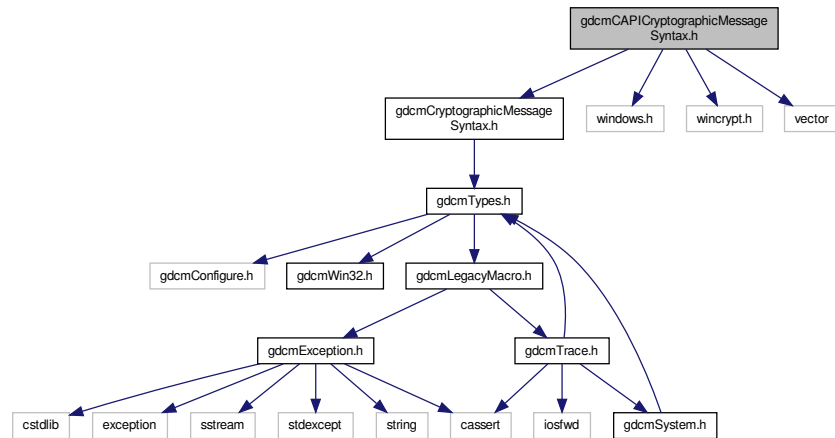 gdcmCAPICryptographicMessage
Syntax.h
gdcmCryptographicMessage
Syntax.h
windows.h
wincrypt.h
vector
gdcmTypes.h
gdcmConfigure.h
gdcmWin32.h
gdcmLegacyMacro.h
gdcmException.h
gdcmTrace.h
cstdlib
exception
sstream
stdexcept
string
cassert
iosfwd
gdcmSystem.h